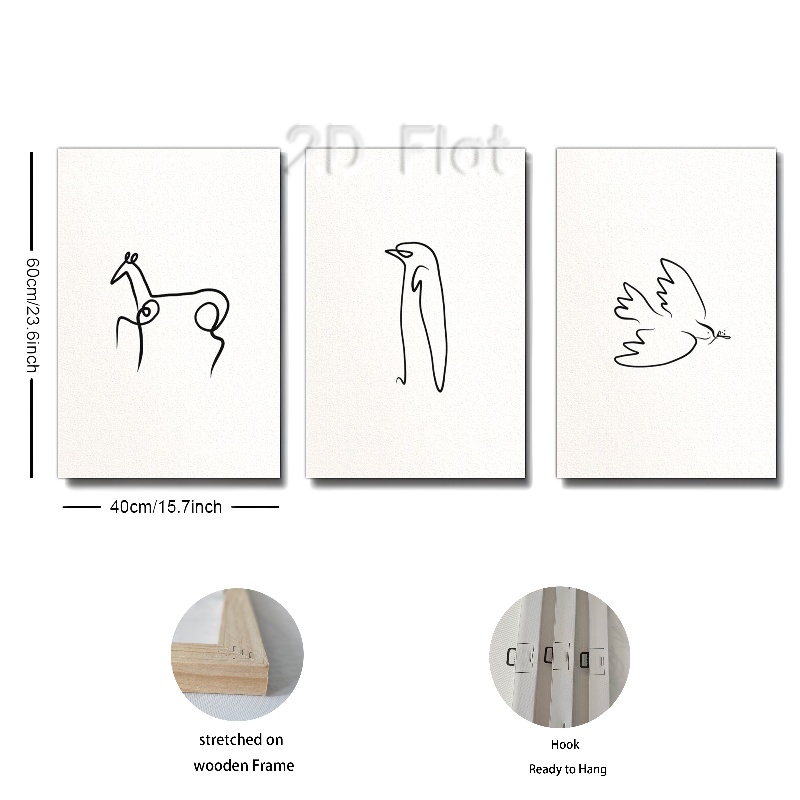 2D Flat
60cm/23.6inch
40cm/15.7inch
stretched on
wooden Frame
Hook
Ready to Hang